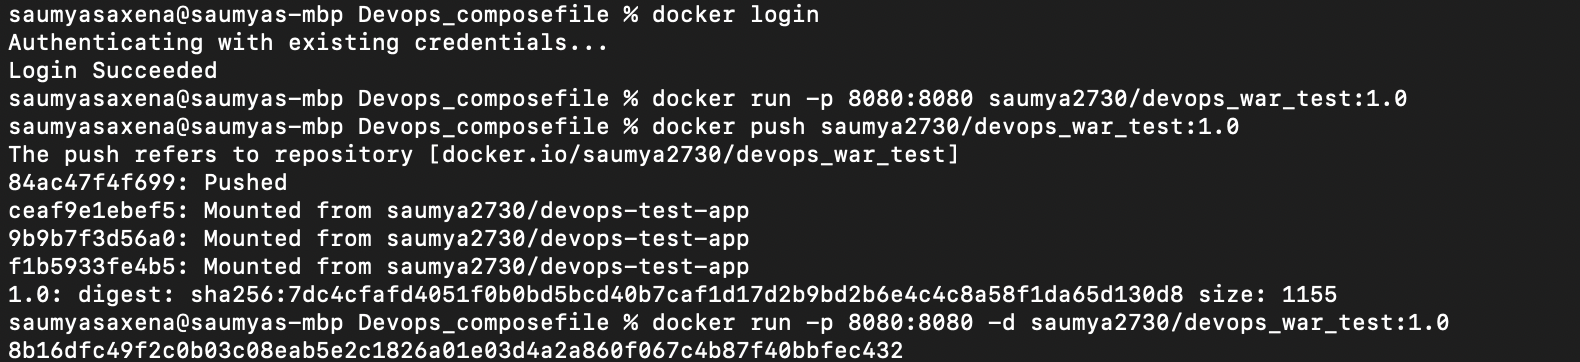 saumyasaxena@saumyas-mbp Devops_composefile % docker login
Authenticating with existing credentials...
Login Succeeded
saumyasaxena@saumyas-mbp Devops_composefile % docker run -p 8080:8080 saumya2730/devops_war_test:1.0
saumyasaxena@saumyas-mbp Devops_composefile % docker push saumya2730/devops_war_test:1.0
The push refers to repository [docker.io/saumya2730/devops_war_test]
84ac47f4f699: Pushed
ceaf9e1ebef5: Mounted from saumya2730/devops-test-app
9b9b7f3d56a0: Mounted from saumya2730/devops-test-app
f1b5933fe4b5: Mounted from saumya2730/devops-test-app
1.0: digest: sha256:7dc4cfafd4051f0b0bd5bcd40b7caf1d17d2b9bd2b6e4c4c8a58f1da65d130d8 size: 1155
saumyasaxena@saumyas-mbp Devops_composefile % docker run -p 8080:8080 -d saumya2730/devops_war_test:1.0
8b16dfc49f2c0b03c08eab5e2c1826a01e03d4a2a860f067c4b87f40bbfec432